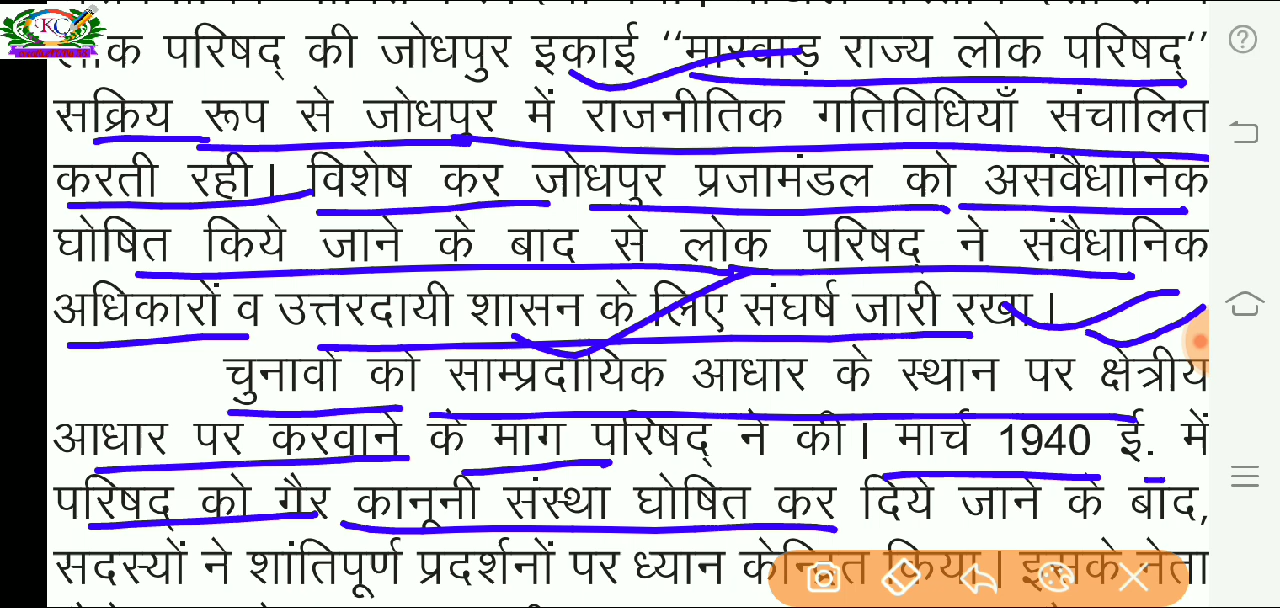 लोक परिषद् की जोधपुर इकाई "मारवाड़ राज्य लोक परिषद्"
सक्रिय रूप से जोधपुर में राजनीतिक गतिविधियाँ संचालित
करती रही। विशेष कर जोधपुर प्रजामंडल को असंवैधानिक
घोषित किये जाने के बाद से लोक परिषद् ने संवैधानिक
अधिकारों व उत्तरदायी शासन के लिए संघर्ष जारी रखा।
चुनावों को साम्प्रदायिक आधार के स्थान पर क्षेत्रीय
आधार पर करवाने के मांग परिषद् ने की। मार्च 1940 ई. में
परिषद् को गैर कानूनी संस्था घोषित कर दिये जाने के बाद,
सदस्यों ने शांतिपूर्ण प्रदर्शनों पर ध्यान केन्द्रित किया। इसके नेता
KC